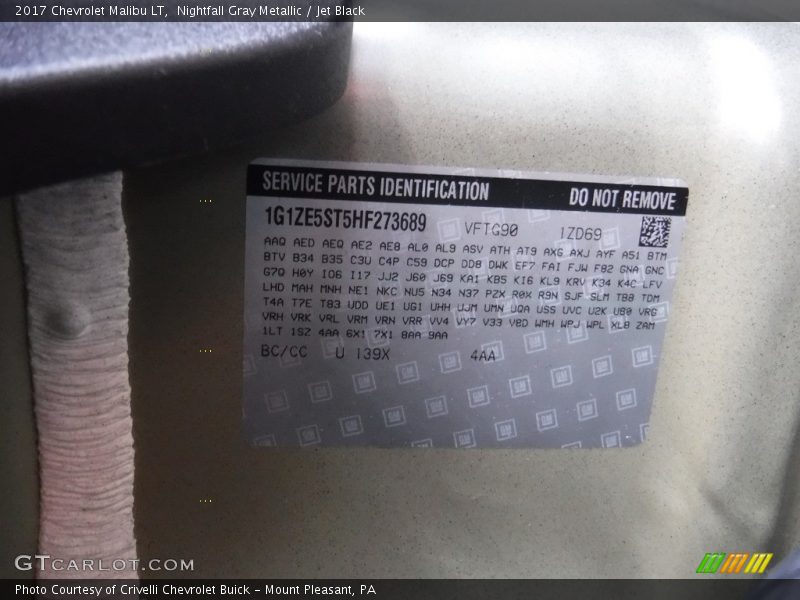 2017 Chevrolet Malibu LT, Nightfall Gray Metallic / Jet Black
SERVICE PARTS IDENTIFICATION DO NOT REMOVE
1G1ZE5ST5HF273689 VFTG90 1ZD69
AAQ AED AEQ AE2 AE8 AL0 AL9 ASV ATH AT9 AXG AXJ AYF A51 BTM
BTV B34 B35 C3U C4P C59 DCP DD8 DWK EF7 FAI FJW F82 GNA GNC
G7Q H0Y IO6 I17 JJ2 J60 J69 KA1 KB5 K16 KL9 KRV K34 K4C LFV
LHD MAH MNH NE1 NKC NU5 N34 N37 PZX R0X R9N SJF SLM TB8 TDM
T4A T7E T83 UDD UE1 UG1 UHH UJM UMN UQA USS UVC U2K U80 VRG
VRH VRK VRL VRM VRN VRR VV4 VY7 V33 V8D WMH WPJ WPL XL8 ZAM
1LT 1SZ 4AA 6X1 7X1 8AA 9AA
BC/CC U 139X 4AA
GTCARLOT.COM
Photo Courtesy of Crivelli Chevrolet Buick - Mount Pleasant, PA